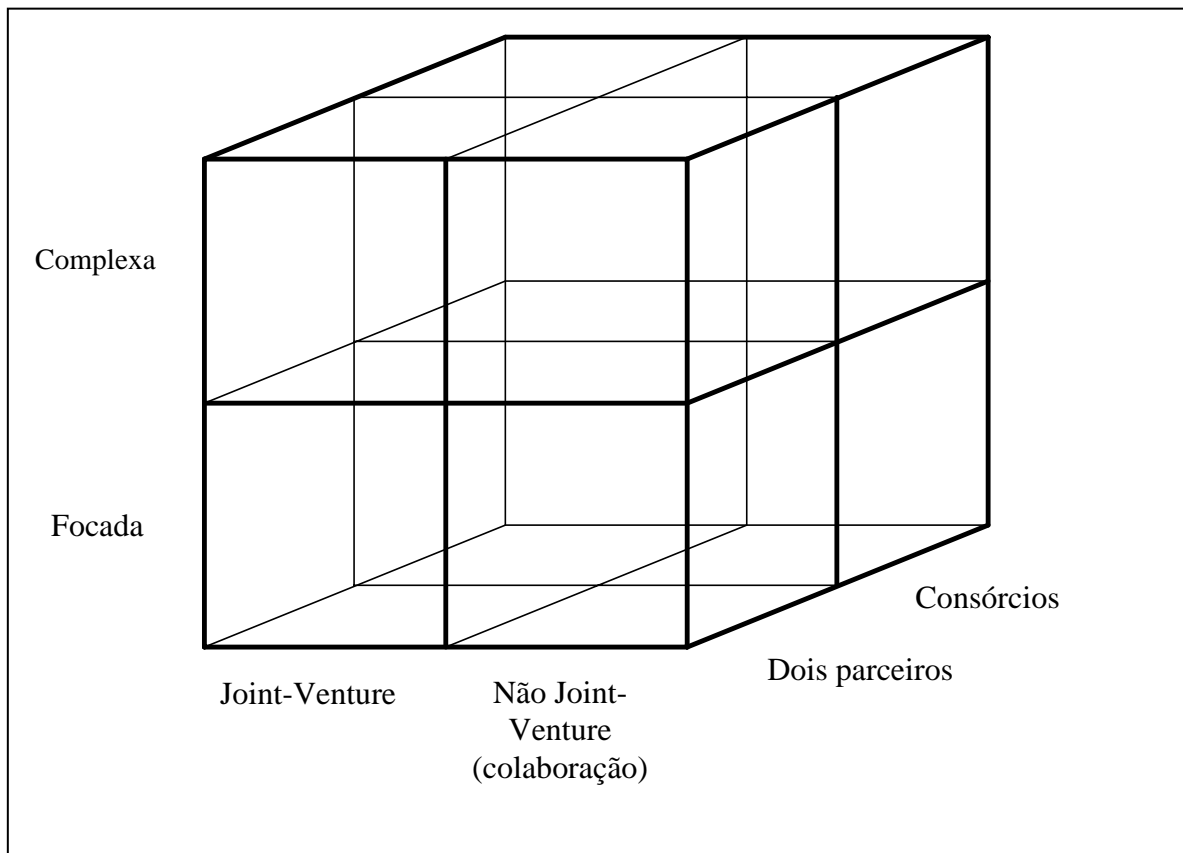 Complexa
Focada
Consórcios
Dois parceiros
Joint-Venture
Não Joint-
Venture
(colaboração)